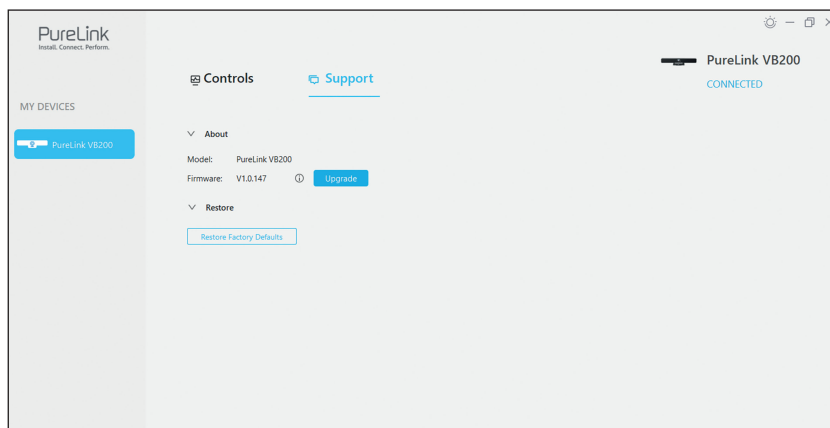 PureLink
Install. Connect. Perform.
MY DEVICES
PureLink VB200
Controls
Support
PureLink VB200
CONNECTED
About
Model: PureLink VB200
Firmware: V1.0.147 Upgrade
Restore
Restore Factory Defaults